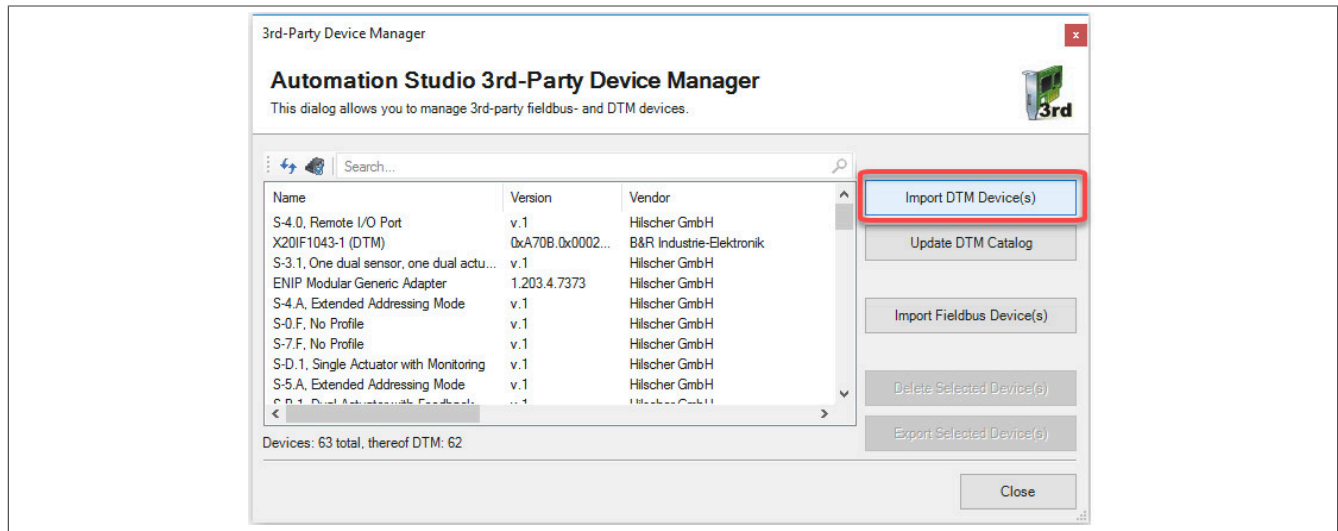 3rd-Party Device Manager
x
Automation Studio 3rd-Party Device Manager
This dialog allows you to manage 3rd-party fieldbus- and DTM devices.
3rd
Search...
Name Version Vendor
S-4.0, Remote I/O Port v.1 Hilscher GmbH
X20IF1043-1 (DTM) 0xA70B.0x0002... B&R Industrie-Elektronik
S-3.1, One dual sensor, one dual actu... v.1 Hilscher GmbH
ENIP Modular Generic Adapter 1.203.4.7373 Hilscher GmbH
S-4.A, Extended Addressing Mode v.1 Hilscher GmbH
S-0.F, No Profile v.1 Hilscher GmbH
S-7.F, No Profile v.1 Hilscher GmbH
S-D.1, Single Actuator with Monitoring v.1 Hilscher GmbH
S-5.A, Extended Addressing Mode v.1 Hilscher GmbH
Devices: 63 total, thereof DTM: 62
Import DTM Device(s)
Update DTM Catalog
Import Fieldbus Device(s)
Delete Selected Device(s)
Export Selected Device(s)
Close